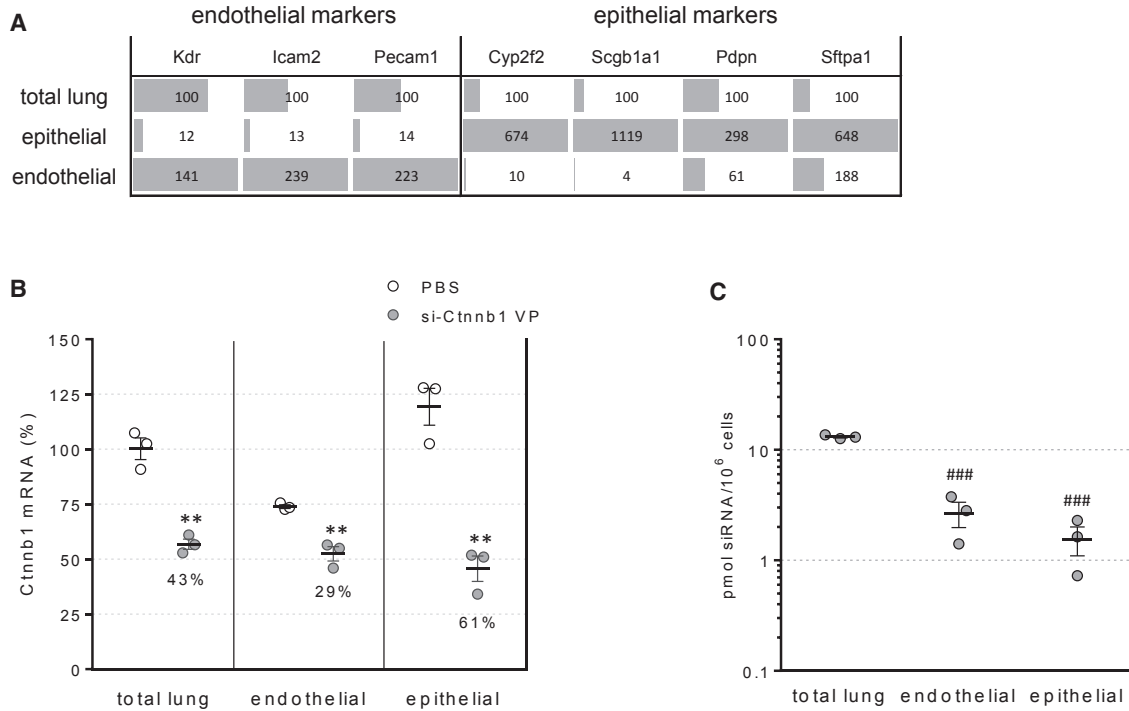 A
endothelial markers epithelial markers
Kdr Icam2 Pecam1 Cyp2f2 Scgb1a1 Pdpn Sftpa1
total lung 100 100 100 100 100 100 100
epithelial 12 13 14 674 1119 298 648
endothelial 141 239 223 10 4 61 188
B
PBS
si-Ctnnb1 VP
Ctnnb1 mRNA (%)
150
125
100
75
50
25
0
**
43%
**
29%
**
61%
total lung endothelial epithelial
C
pmol siRNA/10⁶ cells
100
10
1
0.1
###
###
total lung endothelial epithelial